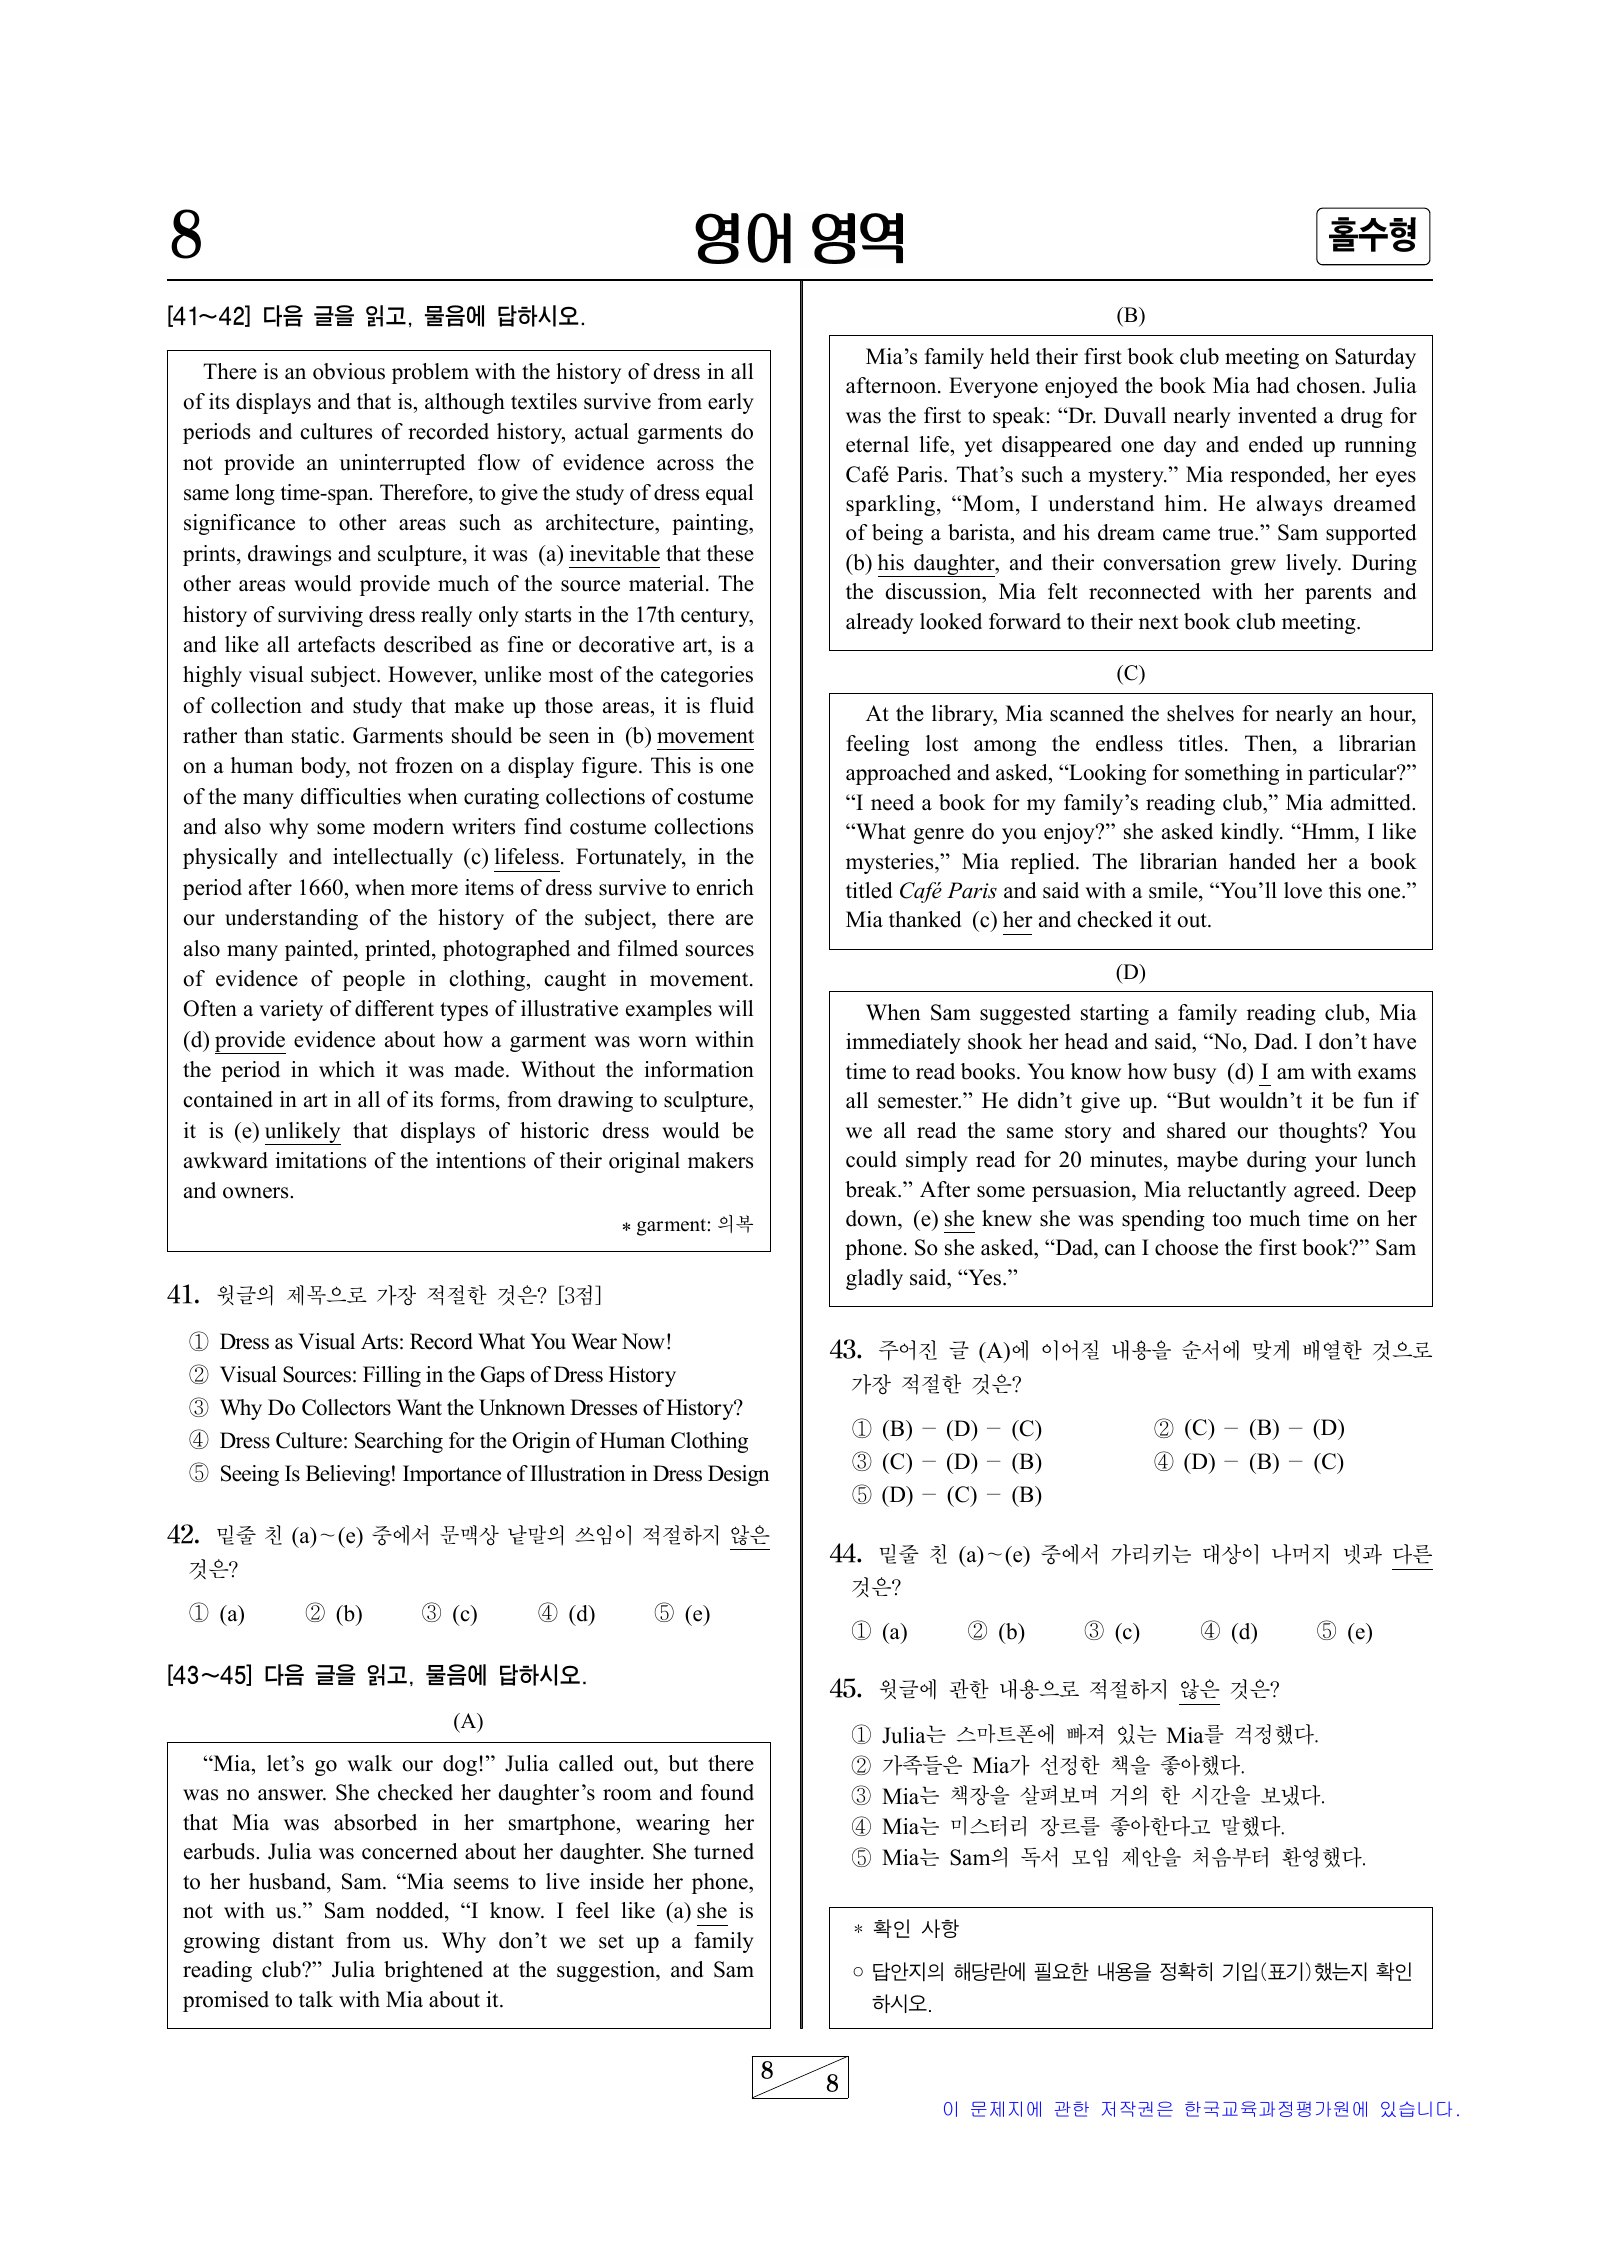 8
영어 영역
홀수형
[41~42] 다음 글을 읽고, 물음에 답하시오.
There is an obvious problem with the history of dress in all
of its displays and that is, although textiles survive from early
periods and cultures of recorded history, actual garments do
not provide an uninterrupted flow of evidence across the
same long time-span. Therefore, to give the study of dress equal
significance to other areas such as architecture, painting,
prints, drawings and sculpture, it was (a) inevitable that these
other areas would provide much of the source material. The
history of surviving dress really only starts in the 17th century,
and like all artefacts described as fine or decorative art, is a
highly visual subject. However, unlike most of the categories
of collection and study that make up those areas, it is fluid
rather than static. Garments should be seen in (b) movement
on a human body, not frozen on a display figure. This is one
of the many difficulties when curating collections of costume
and also why some modern writers find costume collections
physically and intellectually (c) lifeless. Fortunately, in the
period after 1660, when more items of dress survive to enrich
our understanding of the history of the subject, there are
also many painted, printed, photographed and filmed sources
of evidence of people in clothing, caught in movement.
Often a variety of different types of illustrative examples will
(d) provide evidence about how a garment was worn within
the period in which it was made. Without the information
contained in art in all of its forms, from drawing to sculpture,
it is (e) unlikely that displays of historic dress would be
awkward imitations of the intentions of their original makers
and owners.
* garment: 의복
41. 윗글의 제목으로 가장 적절한 것은? [3점]
① Dress as Visual Arts: Record What You Wear Now!
② Visual Sources: Filling in the Gaps of Dress History
③ Why Do Collectors Want the Unknown Dresses of History?
④ Dress Culture: Searching for the Origin of Human Clothing
⑤ Seeing Is Believing! Importance of Illustration in Dress Design
42. 밑줄 친 (a)~(e) 중에서 문맥상 낱말의 쓰임이 적절하지 않은
것은?
① (a) ② (b) ③ (c) ④ (d) ⑤ (e)
[43~45] 다음 글을 읽고, 물음에 답하시오.
(A)
“Mia, let’s go walk our dog!” Julia called out, but there
was no answer. She checked her daughter’s room and found
that Mia was absorbed in her smartphone, wearing her
earbuds. Julia was concerned about her daughter. She turned
to her husband, Sam. “Mia seems to live inside her phone,
not with us.” Sam nodded, “I know. I feel like (a) she is
growing distant from us. Why don’t we set up a family
reading club?” Julia brightened at the suggestion, and Sam
promised to talk with Mia about it.
(B)
Mia’s family held their first book club meeting on Saturday
afternoon. Everyone enjoyed the book Mia had chosen. Julia
was the first to speak: “Dr. Duvall nearly invented a drug for
eternal life, yet disappeared one day and ended up running
Café Paris. That’s such a mystery.” Mia responded, her eyes
sparkling, “Mom, I understand him. He always dreamed
of being a barista, and his dream came true.” Sam supported
(b) his daughter, and their conversation grew lively. During
the discussion, Mia felt reconnected with her parents and
already looked forward to their next book club meeting.
(C)
At the library, Mia scanned the shelves for nearly an hour,
feeling lost among the endless titles. Then, a librarian
approached and asked, “Looking for something in particular?”
“I need a book for my family’s reading club,” Mia admitted.
“What genre do you enjoy?” she asked kindly. “Hmm, I like
mysteries,” Mia replied. The librarian handed her a book
titled Café Paris and said with a smile, “You’ll love this one.”
Mia thanked (c) her and checked it out.
(D)
When Sam suggested starting a family reading club, Mia
immediately shook her head and said, “No, Dad. I don’t have
time to read books. You know how busy (d) I am with exams
all semester.” He didn’t give up. “But wouldn’t it be fun if
we all read the same story and shared our thoughts? You
could simply read for 20 minutes, maybe during your lunch
break.” After some persuasion, Mia reluctantly agreed. Deep
down, (e) she knew she was spending too much time on her
phone. So she asked, “Dad, can I choose the first book?” Sam
gladly said, “Yes.”
43. 주어진 글 (A)에 이어질 내용을 순서에 맞게 배열한 것으로
가장 적절한 것은?
① (B) － (D) － (C) ② (C) － (B) － (D)
③ (C) － (D) － (B) ④ (D) － (B) － (C)
⑤ (D) － (C) － (B)
44. 밑줄 친 (a)~(e) 중에서 가리키는 대상이 나머지 넷과 다른
것은?
① (a) ② (b) ③ (c) ④ (d) ⑤ (e)
45. 윗글에 관한 내용으로 적절하지 않은 것은?
① Julia는 스마트폰에 빠져 있는 Mia를 걱정했다.
② 가족들은 Mia가 선정한 책을 좋아했다.
③ Mia는 책장을 살펴보며 거의 한 시간을 보냈다.
④ Mia는 미스터리 장르를 좋아한다고 말했다.
⑤ Mia는 Sam의 독서 모임 제안을 처음부터 환영했다.
* 확인 사항
○ 답안지의 해당란에 필요한 내용을 정확히 기입(표기)했는지 확인
하시오.
8
8
이 문제지에 관한 저작권은 한국교육과정평가원에 있습니다.